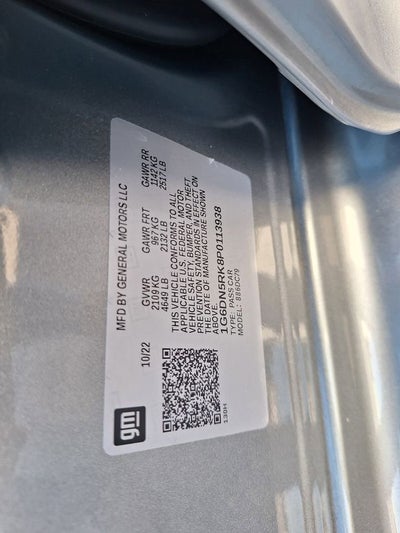 gm
MFD BY GENERAL MOTORS LLC
10/22
GVWR GAWR FRT GAWR RR
2109 KG 967 KG 1142 KG
4649 LB 2132 LB 2517 LB
THIS VEHICLE CONFORMS TO ALL
APPLICABLE U.S. FEDERAL MOTOR
VEHICLE SAFETY, BUMPER, AND THEFT
PREVENTION STANDARDS IN EFFECT ON
THE DATE OF MANUFACTURE SHOWN
ABOVE.
1G6DN5RK8P0113938
TYPE: PASS CAR
MODEL: 6DC79
130H